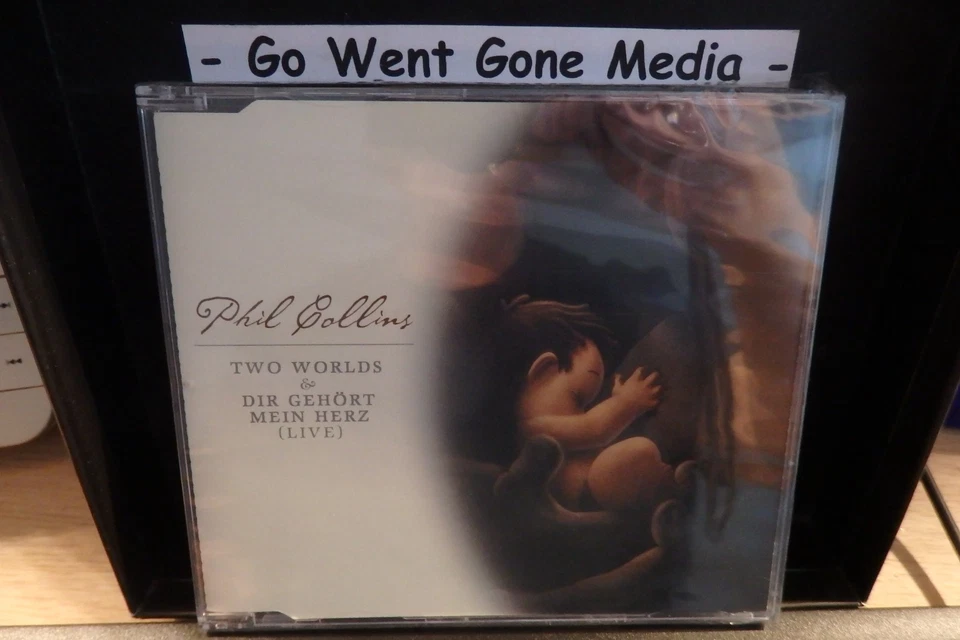 - Go Went Gone Media -
Phil Collins
TWO WORLDS
&
DIR GEHÖRT
MEIN HERZ
(LIVE)